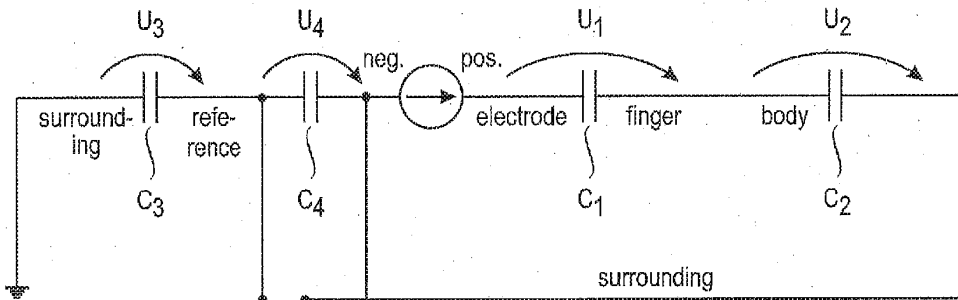 U3 U4 U1 U2
neg. pos.
surround-
ing
refe-
rence
electrode finger body
C3 C4 C1 C2
surrounding